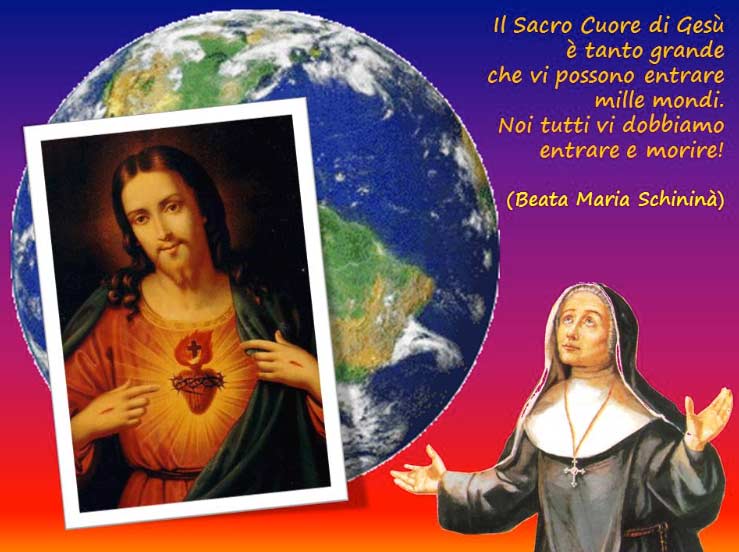 Il Sacro Cuore di Gesù
è tanto grande
che vi possono entrare
mille mondi.
Noi tutti vi dobbiamo
entrare e morire!
(Beata Maria Schininà)